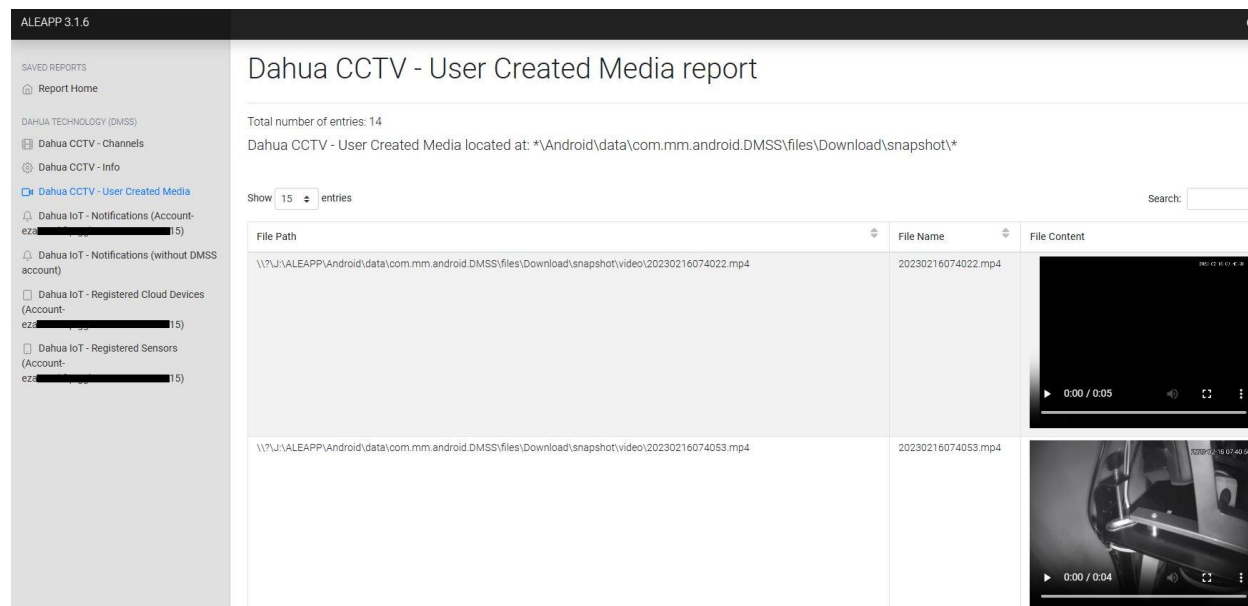 ALEAPP 3.1.6
SAVED REPORTS
Report Home
DAHUA TECHNOLOGY (DMSS)
Dahua CCTV - Channels
Dahua CCTV - Info
Dahua CCTV - User Created Media
Dahua IoT - Notifications (Account-
eza 15)
Dahua IoT - Notifications (without DMSS
account)
Dahua IoT - Registered Cloud Devices
(Account-
eza 15)
Dahua IoT - Registered Sensors
(Account-
eza 15)
Dahua CCTV - User Created Media report
Total number of entries: 14
Dahua CCTV - User Created Media located at: *\Android\data\com.mm.android.DMSS\files\Download\snapshot\*
Show 15 entries
Search:
File Path File Name File Content
\\?\J:\ALEAPP\Android\data\com.mm.android.DMSS\files\Download\snapshot\video\20230216074022.mp4 20230216074022.mp4
0:00 / 0:05
\\?\J:\ALEAPP\Android\data\com.mm.android.DMSS\files\Download\snapshot\video\20230216074053.mp4 20230216074053.mp4
0:00 / 0:04